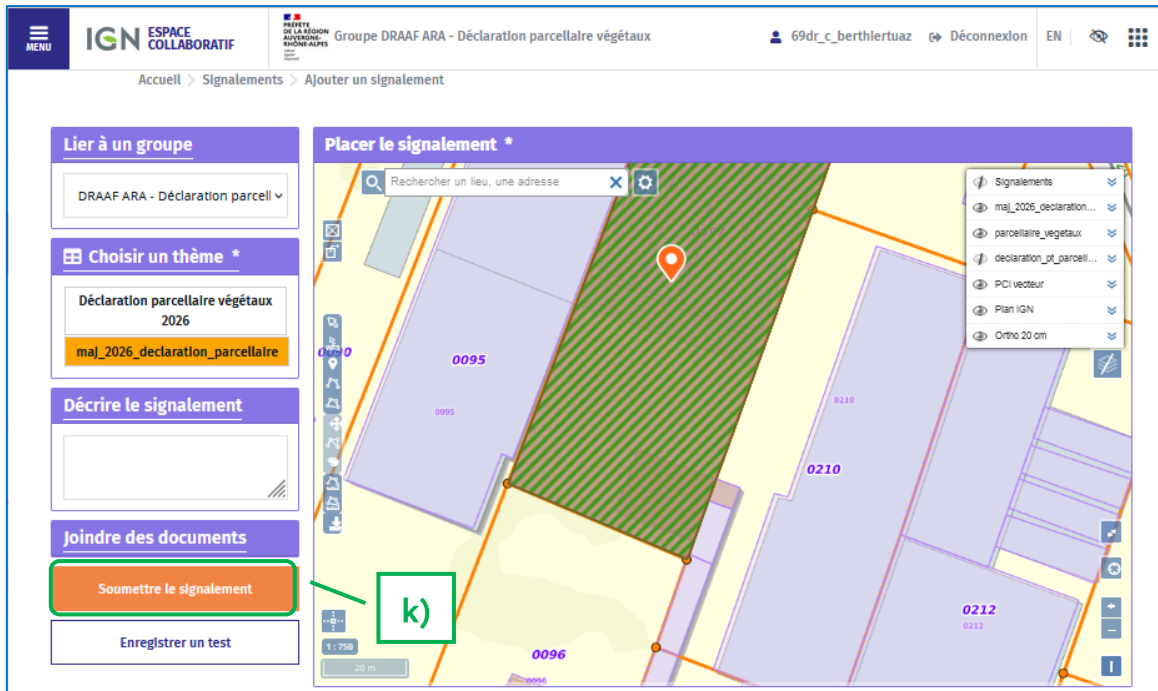 MENU
IGN ESPACE COLLABORATIF
PRÉFÈTE
DE LA RÉGION
AUVERGNE-
RHÔNE-ALPES
Groupe DRAAF ARA - Déclaration parcellaire végétaux
69dr_c_berthiertuaz
Déconnexion
EN
Accueil > Signalements > Ajouter un signalement
Lier à un groupe
DRAAF ARA - Déclaration parcell
Choisir un thème *
Déclaration parcellaire végétaux
2026
maj_2026_declaration_parcellaire
Décrire le signalement
Joindre des documents
Soumettre le signalement
Enregistrer un test
k)
Placer le signalement *
Rechercher un lieu, une adresse
Signalements
maj_2026_declaration...
parcellaire_vegetaux
declaration_pt_parcell...
PCI vecteur
Plan IGN
Ortho 20 cm
0090
0095
0095
0210
0210
0212
0212
0096
0096
1 : 750
20 m